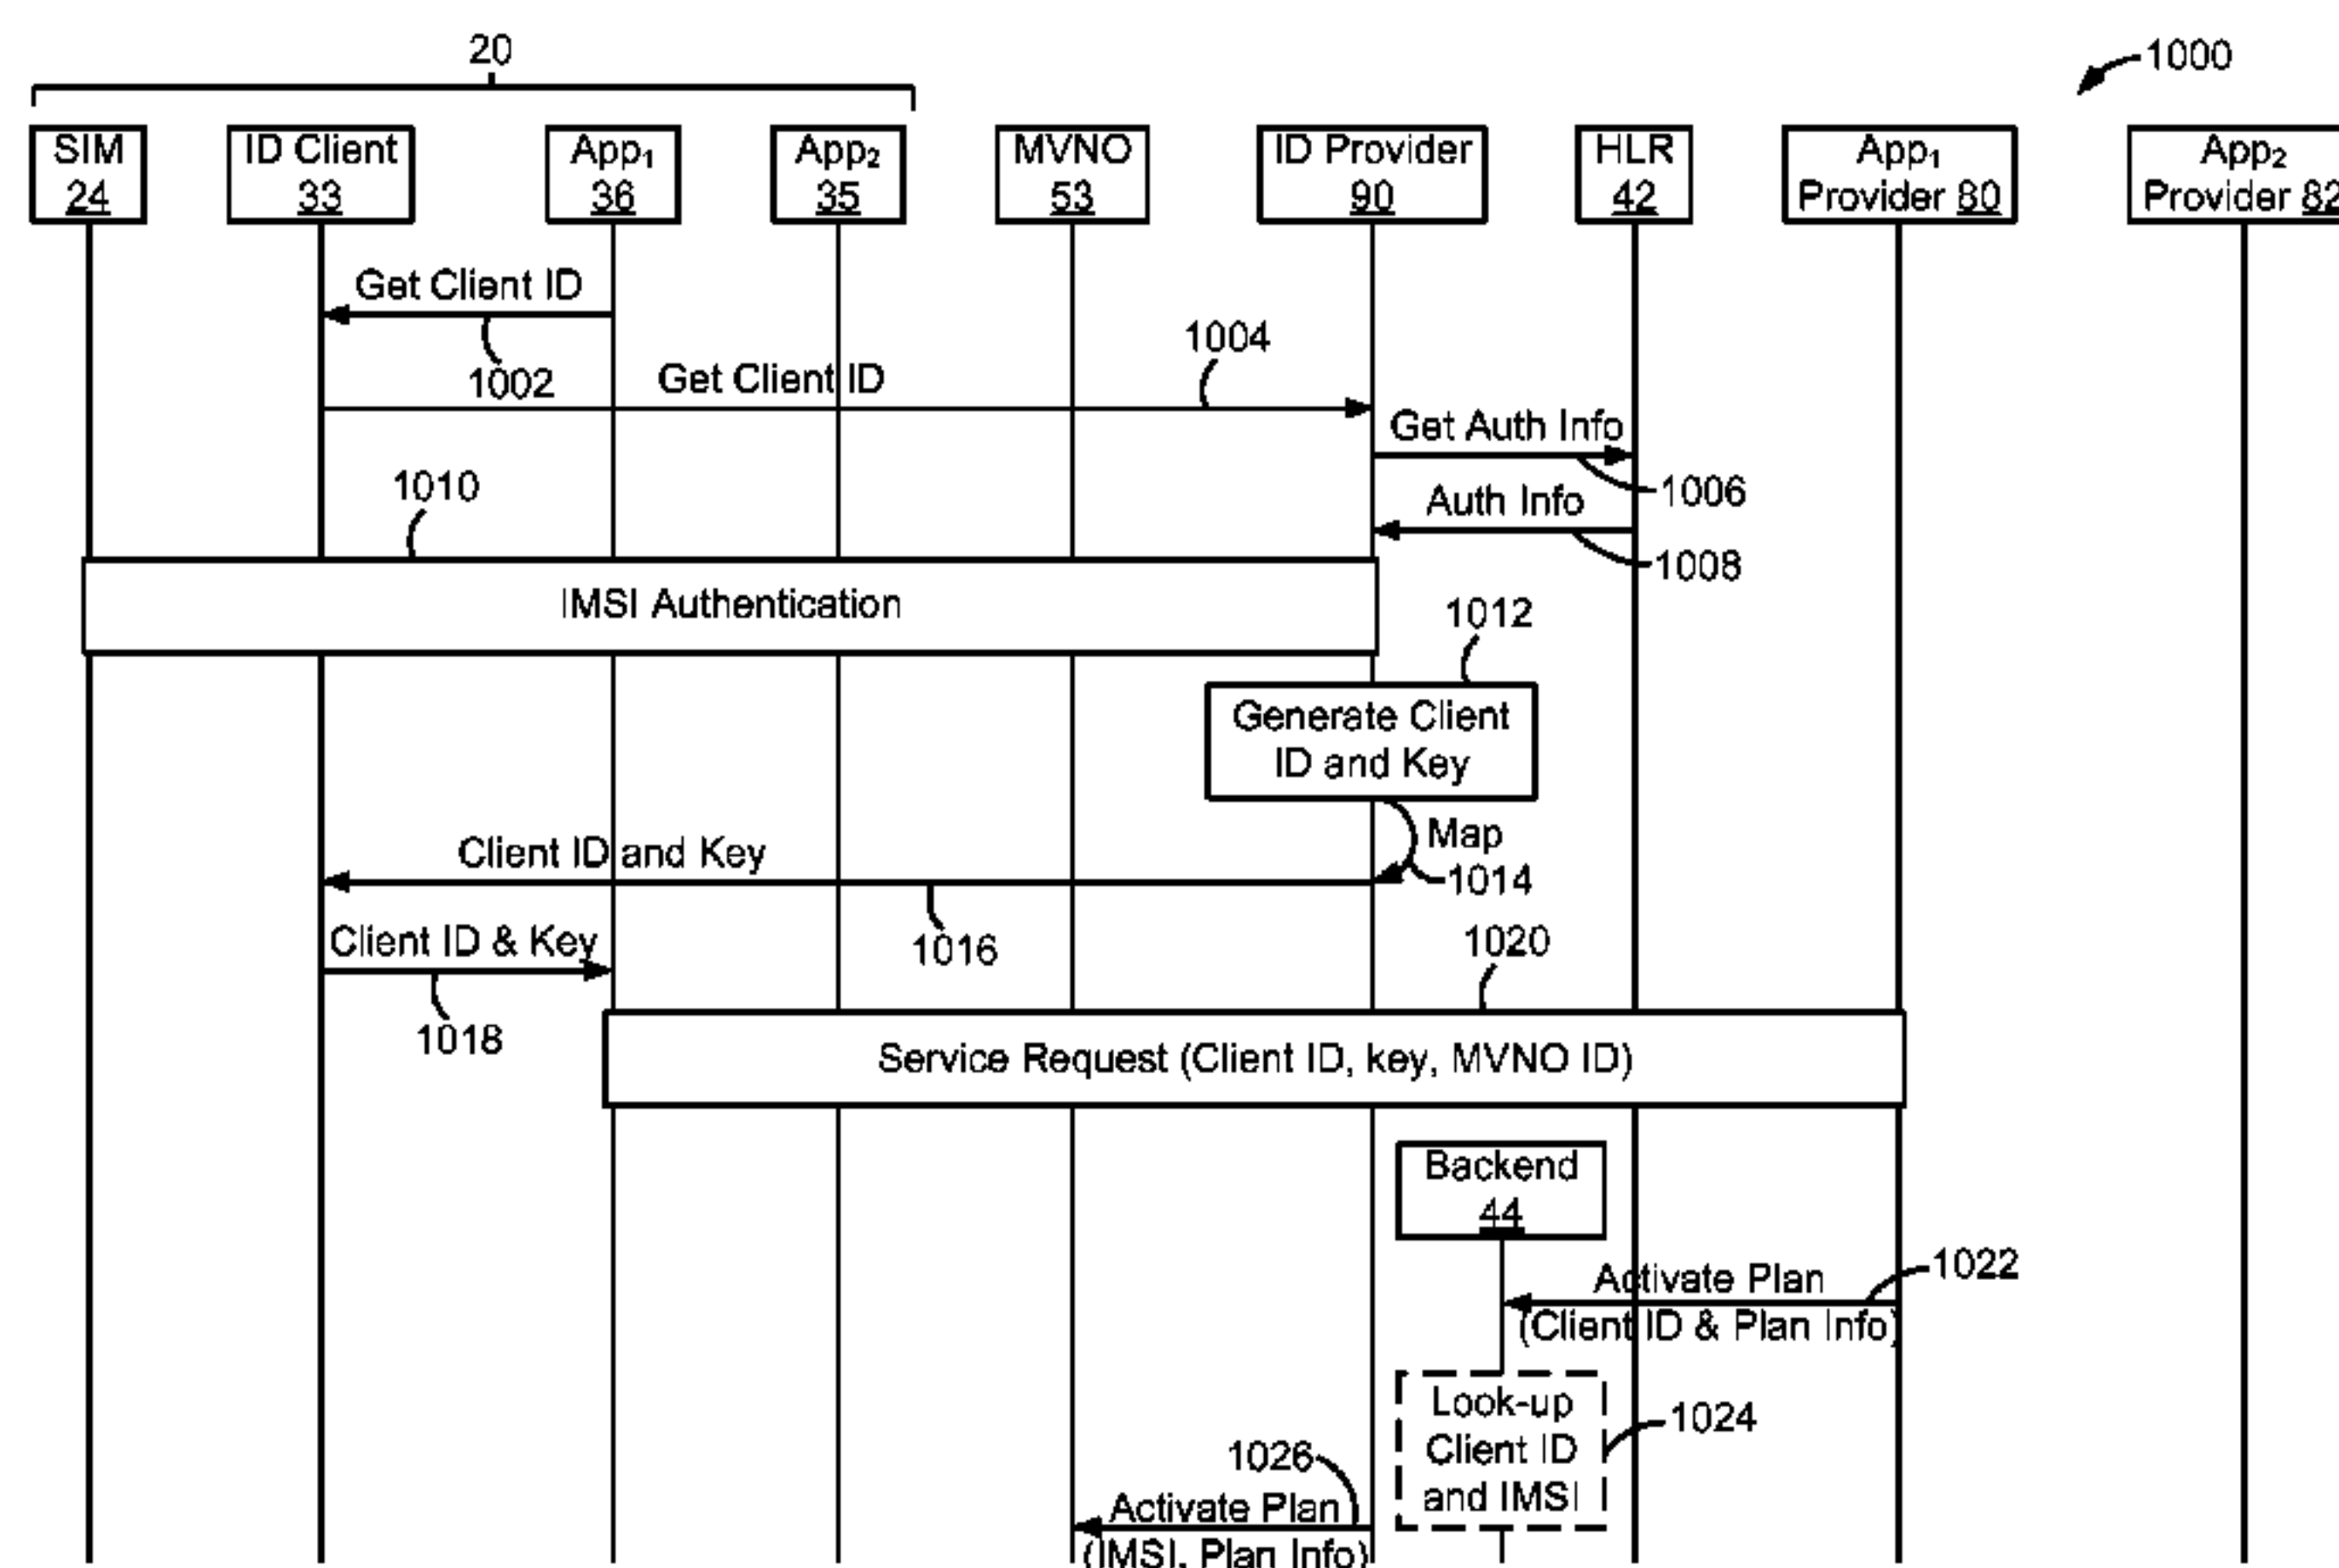 20
1000
SIM
24
ID Client
33
App₁
36
App₂
35
MVNO
53
ID Provider
90
HLR
42
App₁
Provider 80
App₂
Provider 82
Get Client ID
1002
Get Client ID
1004
Get Auth Info
1006
Auth Info
1008
1010
IMSI Authentication
1012
Generate Client
ID and Key
Map
1014
Client ID and Key
1016
Client ID & Key
1018
1020
Service Request (Client ID, key, MVNO ID)
Backend
44
Activate Plan
1022
(Client ID & Plan Info)
Look-up
Client ID
and IMSI
1024
1026
Activate Plan
(IMSI, Plan Info)